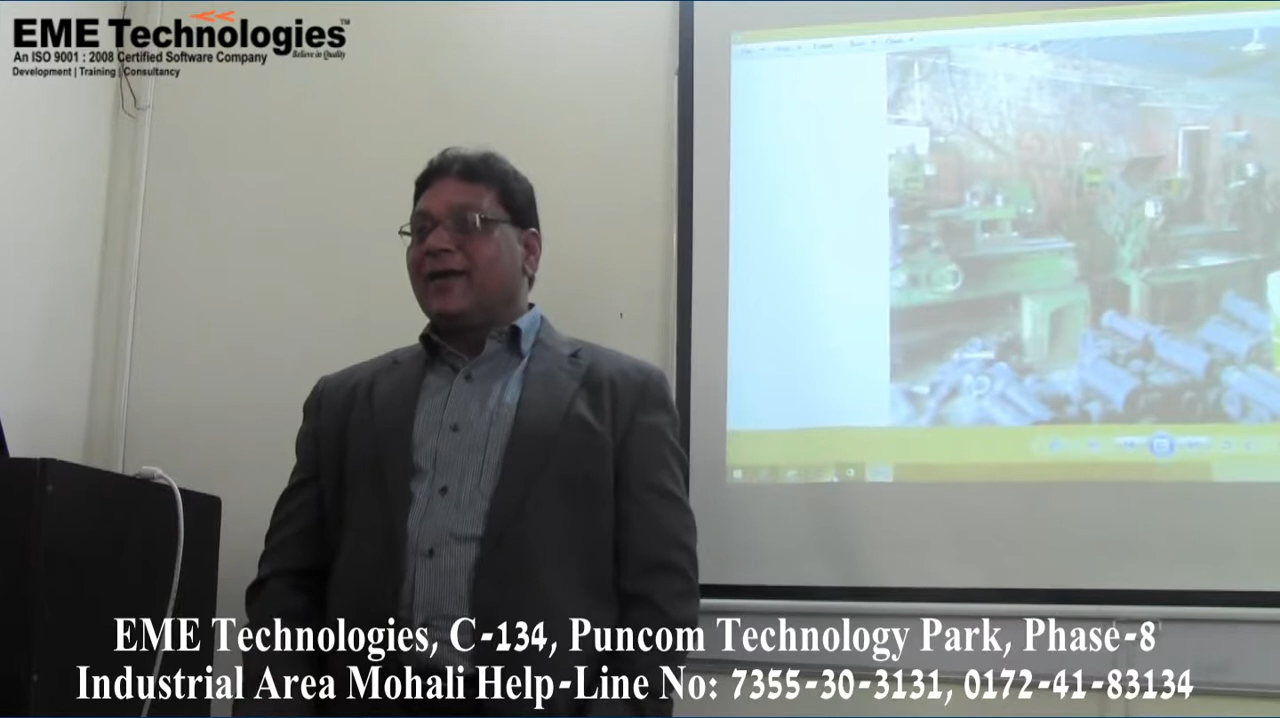 EME Technologies™
An ISO 9001 : 2008 Certified Software Company Believe in Quality
Development | Training | Consultancy
EME Technologies, C-134, Puncom Technology Park, Phase-8
Industrial Area Mohali Help-Line No: 7355-30-3131, 0172-41-83134